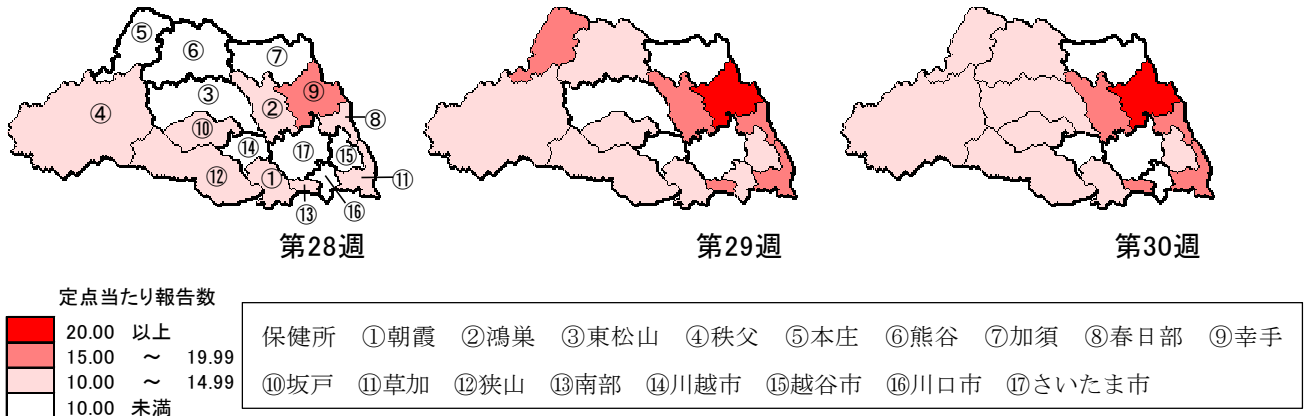 ⑤
⑥
⑦
③
④
②
⑨
⑧
⑩
⑭
⑰
⑮
⑫
①
⑪
⑬
⑯
第28週
第29週
第30週
定点当たり報告数
20.00 以上
15.00 ～ 19.99
10.00 ～ 14.99
10.00 未満
保健所 ①朝霞 ②鴻巣 ③東松山 ④秩父 ⑤本庄 ⑥熊谷 ⑦加須 ⑧春日部 ⑨幸手
⑩坂戸 ⑪草加 ⑫狭山 ⑬南部 ⑭川越市 ⑮越谷市 ⑯川口市 ⑰さいたま市